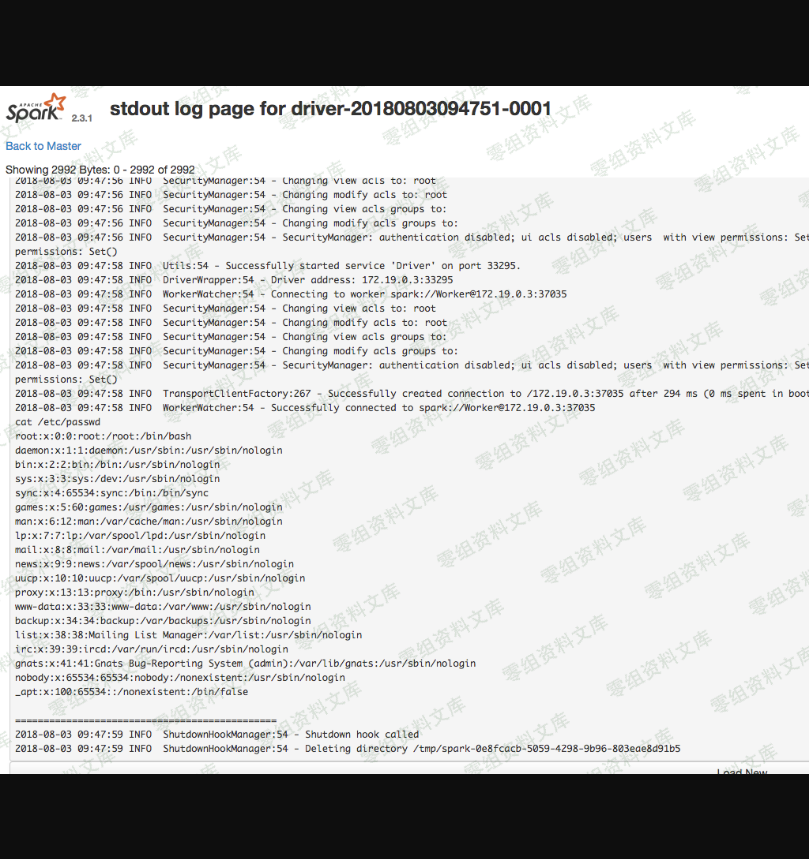 APACHE
Spark 2.3.1 stdout log page for driver-20180803094751-0001
Back to Master
Showing 2992 Bytes: 0 - 2992 of 2992
2018-08-03 09:47:56 INFO  SecurityManager:54 - Changing view acls to: root
2018-08-03 09:47:56 INFO  SecurityManager:54 - Changing modify acls to: root
2018-08-03 09:47:56 INFO  SecurityManager:54 - Changing view acls groups to:
2018-08-03 09:47:56 INFO  SecurityManager:54 - Changing modify acls groups to:
2018-08-03 09:47:56 INFO  SecurityManager:54 - SecurityManager: authentication disabled; ui acls disabled; users  with view permissions: Set
permissions: Set()
2018-08-03 09:47:58 INFO  Utils:54 - Successfully started service 'Driver' on port 33295.
2018-08-03 09:47:58 INFO  DriverWrapper:54 - Driver address: 172.19.0.3:33295
2018-08-03 09:47:58 INFO  WorkerWatcher:54 - Connecting to worker spark://Worker@172.19.0.3:37035
2018-08-03 09:47:58 INFO  SecurityManager:54 - Changing view acls to: root
2018-08-03 09:47:58 INFO  SecurityManager:54 - Changing modify acls to: root
2018-08-03 09:47:58 INFO  SecurityManager:54 - Changing view acls groups to:
2018-08-03 09:47:58 INFO  SecurityManager:54 - Changing modify acls groups to:
2018-08-03 09:47:58 INFO  SecurityManager:54 - SecurityManager: authentication disabled; ui acls disabled; users  with view permissions: Set
permissions: Set()
2018-08-03 09:47:58 INFO  TransportClientFactory:267 - Successfully created connection to /172.19.0.3:37035 after 294 ms (0 ms spent in boot
2018-08-03 09:47:58 INFO  WorkerWatcher:54 - Successfully connected to spark://Worker@172.19.0.3:37035
cat /etc/passwd
root:x:0:0:root:/root:/bin/bash
daemon:x:1:1:daemon:/usr/sbin:/usr/sbin/nologin
bin:x:2:2:bin:/bin:/usr/sbin/nologin
sys:x:3:3:sys:/dev:/usr/sbin/nologin
sync:x:4:65534:sync:/bin:/bin/sync
games:x:5:60:games:/usr/games:/usr/sbin/nologin
man:x:6:12:man:/var/cache/man:/usr/sbin/nologin
lp:x:7:7:lp:/var/spool/lpd:/usr/sbin/nologin
mail:x:8:8:mail:/var/mail:/usr/sbin/nologin
news:x:9:9:news:/var/spool/news:/usr/sbin/nologin
uucp:x:10:10:uucp:/var/spool/uucp:/usr/sbin/nologin
proxy:x:13:13:proxy:/bin:/usr/sbin/nologin
www-data:x:33:33:www-data:/var/www:/usr/sbin/nologin
backup:x:34:34:backup:/var/backups:/usr/sbin/nologin
list:x:38:38:Mailing List Manager:/var/list:/usr/sbin/nologin
irc:x:39:39:ircd:/var/run/ircd:/usr/sbin/nologin
gnats:x:41:41:Gnats Bug-Reporting System (admin):/var/lib/gnats:/usr/sbin/nologin
nobody:x:65534:65534:nobody:/nonexistent:/usr/sbin/nologin
_apt:x:100:65534::/nonexistent:/bin/false
==============================================
2018-08-03 09:47:59 INFO  ShutdownHookManager:54 - Shutdown hook called
2018-08-03 09:47:59 INFO  ShutdownHookManager:54 - Deleting directory /tmp/spark-0e8fcacb-5059-4298-9b96-803eae8d91b5
Load New
零组资料文库